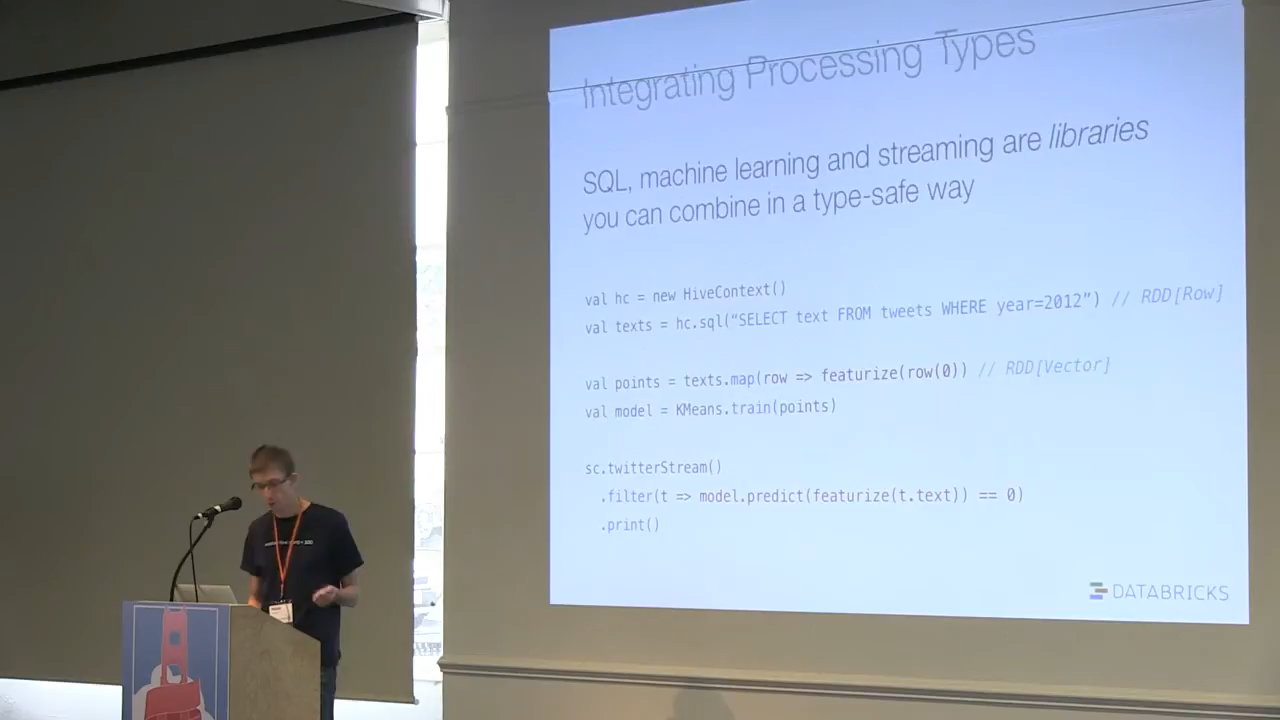 Integrating Processing Types
SQL, machine learning and streaming are libraries
you can combine in a type-safe way
val hc = new HiveContext()
val texts = hc.sql(“SELECT text FROM tweets WHERE year=2012”) // RDD[Row]
val points = texts.map(row => featurize(row(0)) // RDD[Vector]
val model = KMeans.train(points)
sc.twitterStream()
.filter(t => model.predict(featurize(t.text)) == 0)
.print()
DATABRICKS